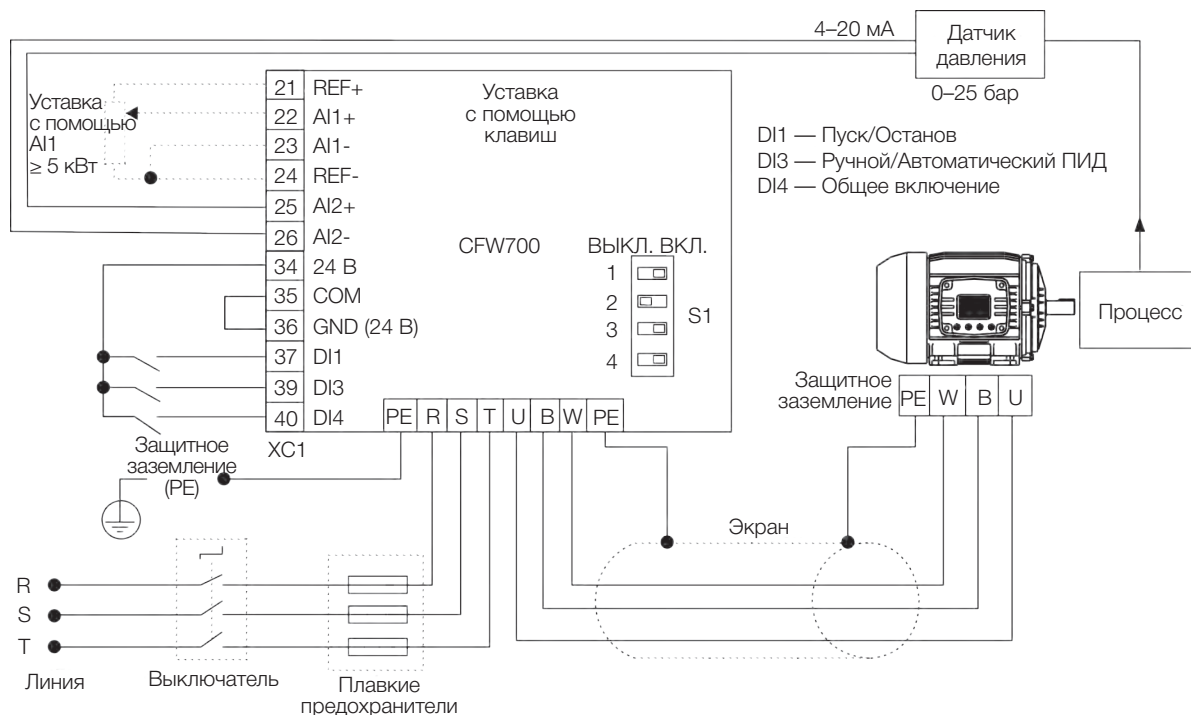 4–20 мА
Датчик
давления
0–25 бар
Уставка
с помощью
AI1
≥ 5 кВт
21 REF+
22 AI1+
23 AI1-
24 REF-
25 AI2+
26 AI2-
34 24 В
35 COM
36 GND (24 В)
37 DI1
39 DI3
40 DI4
XC1
Уставка
с помощью
клавиш
CFW700
ВЫКЛ. ВКЛ.
1
2
3
4
S1
DI1 — Пуск/Останов
DI3 — Ручной/Автоматический ПИД
DI4 — Общее включение
Процесс
Защитное
заземление
PE W B U
PE R S T U B W PE
Защитное
заземление
(PE)
Экран
R
S
T
Линия
Выключатель
Плавкие
предохранители